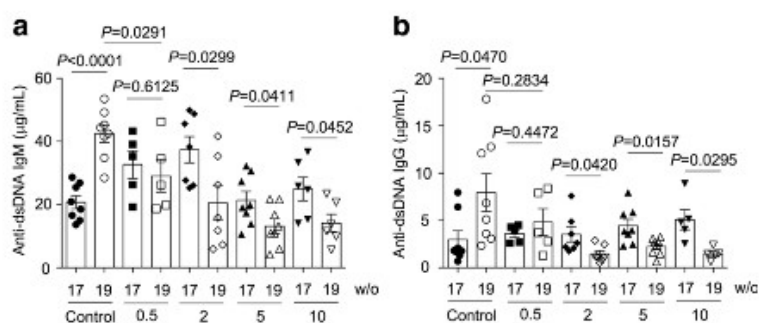 a
P=0.0291
P<0.0001
P=0.0299
P=0.6125
P=0.0411
P=0.0452
Anti-dsDNA IgM (μg/mL)
60
40
20
0
17 19 17 19 17 19 17 19 17 19 w/o
Control 0.5 2 5 10
b
P=0.0470
P=0.2834
P=0.4472
P=0.0157
P=0.0420
P=0.0295
Anti-dsDNA IgG (μg/mL)
20
15
10
5
0
17 19 17 19 17 19 17 19 17 19 w/o
Control 0.5 2 5 10